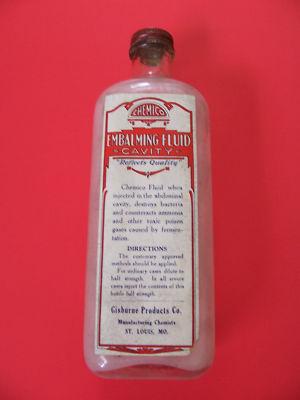 CHEMICO
EMBALMING FLUID
CAVITY
"Reflects Quality"
Chemico Fluid when
injected in the abdominal
cavity, destroys bacteria
and counteracts ammonia
and other toxic poison
gases caused by fermen-
tation.
DIRECTIONS
The customary approved
methods should be applied.
For ordinary cases dilute to
half strength. In all severe
cases inject the contents of this
bottle full strength.
Gisburne Products Co.
Manufacturing Chemists
ST. LOUIS, MO.